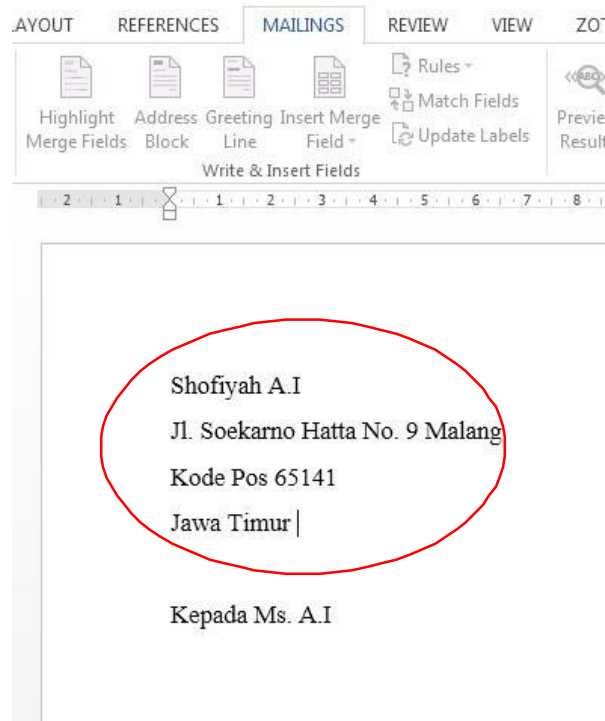 AYOUT REFERENCES MAILINGS REVIEW VIEW ZOT
Highlight Merge Fields
Address Block
Greeting Line
Insert Merge Field
Rules
Match Fields
Update Labels
ABC
Write & Insert Fields
2 1 1 2 3 4 5 6 7 8
Shofiyah A.I
Jl. Soekarno Hatta No. 9 Malang
Kode Pos 65141
Jawa Timur
Kepada Ms. A.I